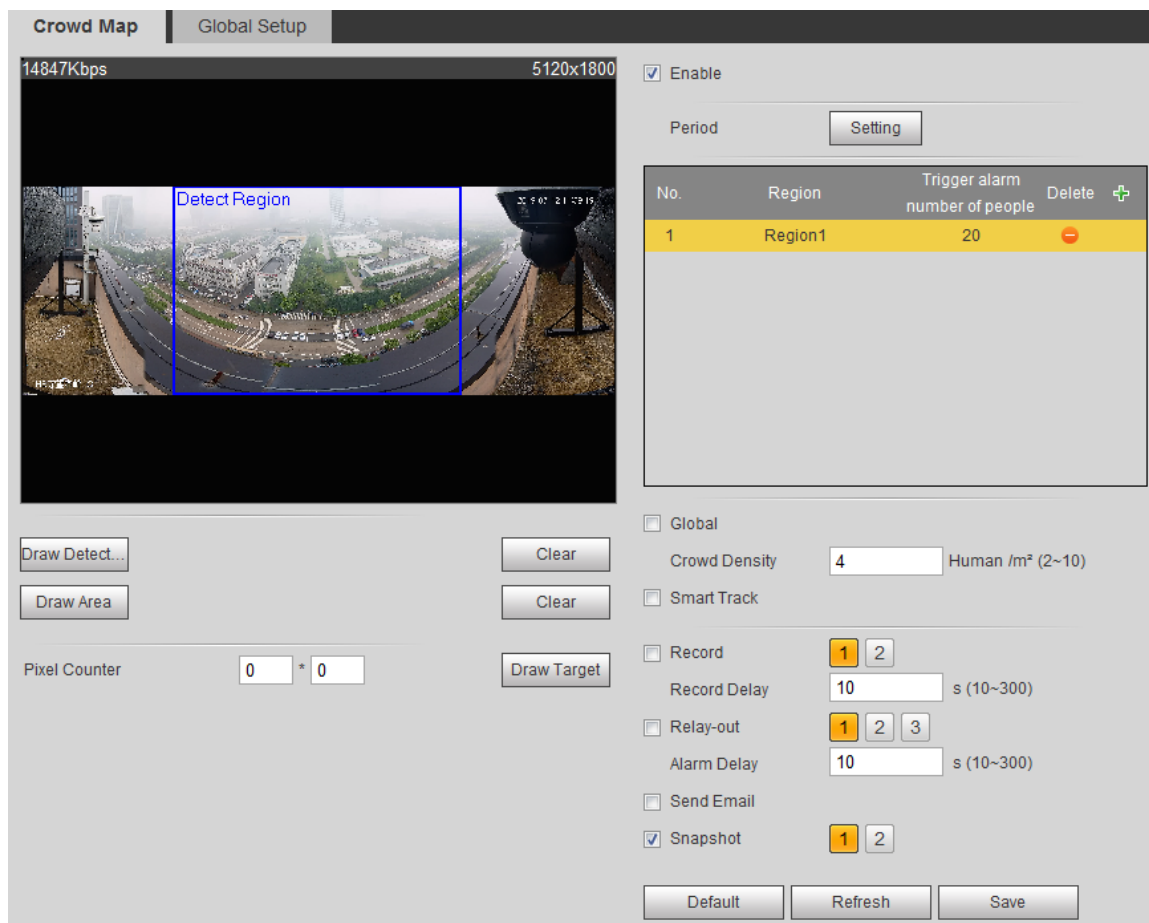 Crowd Map
Global Setup
14847Kbps
5120x1800
Detect Region
Draw Detect...
Clear
Draw Area
Clear
Pixel Counter
0 * 0
Draw Target
Enable
Period
Setting
No. Region Trigger alarm number of people Delete
1 Region1 20
Global
Crowd Density 4 Human /m² (2~10)
Smart Track
Record 1 2
Record Delay 10 s (10~300)
Relay-out 1 2 3
Alarm Delay 10 s (10~300)
Send Email
Snapshot 1 2
Default Refresh Save